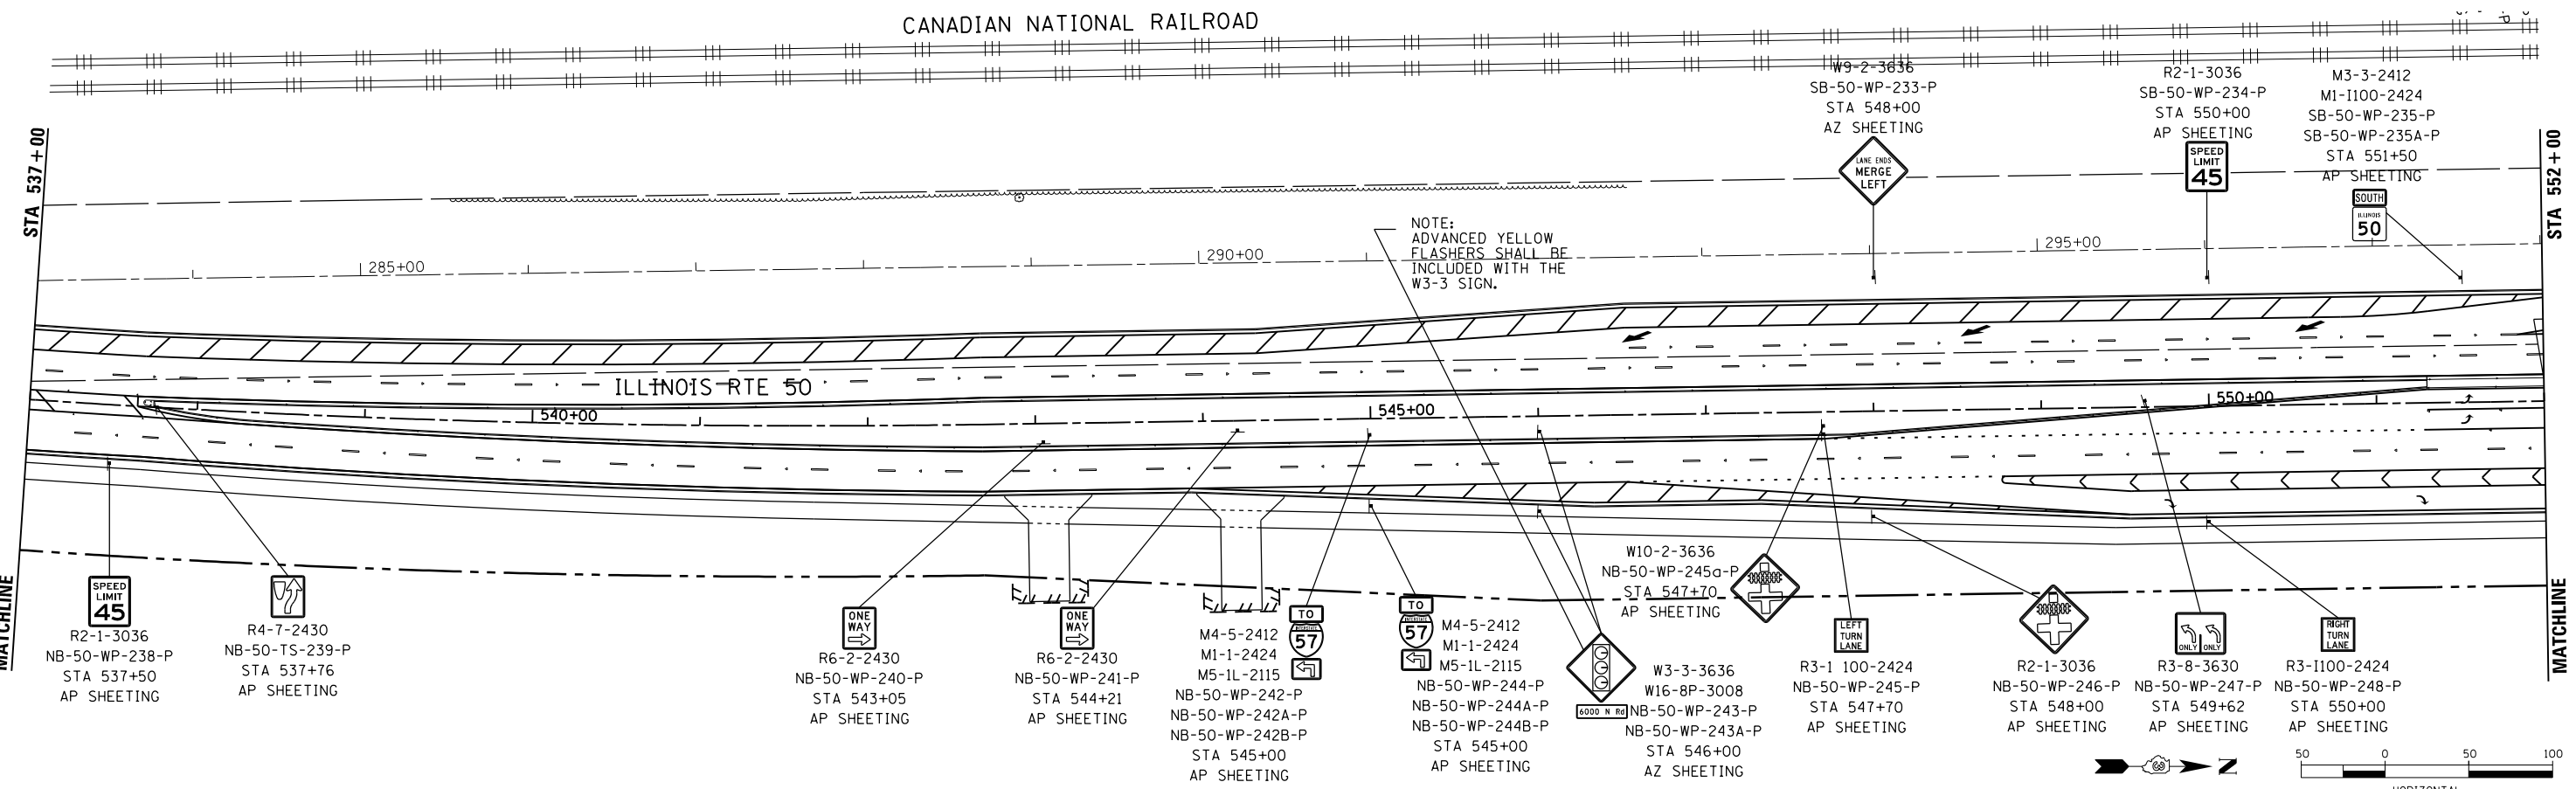 CANADIAN NATIONAL RAILROAD
W9-2-3636
SB-50-WP-233-P
STA 548+00
AZ SHEETING
LANE ENDS
MERGE
LEFT
R2-1-3036
SB-50-WP-234-P
STA 550+00
AP SHEETING
SPEED
LIMIT
45
M3-3-2412
M1-I100-2424
SB-50-WP-235-P
SB-50-WP-235A-P
STA 551+50
AP SHEETING
SOUTH
ILLINOIS
50
STA 537+00
STA 552+00
NOTE:
ADVANCED YELLOW
FLASHERS SHALL BE
INCLUDED WITH THE
W3-3 SIGN.
285+00
290+00
295+00
ILLINOIS RTE 50
540+00
545+00
550+00
MATCHLINE
MATCHLINE
SPEED
LIMIT
45
R2-1-3036
NB-50-WP-238-P
STA 537+50
AP SHEETING
R4-7-2430
NB-50-TS-239-P
STA 537+76
AP SHEETING
ONE
WAY
R6-2-2430
NB-50-WP-240-P
STA 543+05
AP SHEETING
ONE
WAY
R6-2-2430
NB-50-WP-241-P
STA 544+21
AP SHEETING
TO
INTERSTATE
57
M4-5-2412
M1-1-2424
M5-1L-2115
NB-50-WP-242-P
NB-50-WP-242A-P
NB-50-WP-242B-P
STA 545+00
AP SHEETING
TO
INTERSTATE
57
M4-5-2412
M1-1-2424
M5-1L-2115
NB-50-WP-244-P
NB-50-WP-244A-P
NB-50-WP-244B-P
STA 545+00
AP SHEETING
6000 N Rd
W3-3-3636
W16-8P-3008
NB-50-WP-243-P
NB-50-WP-243A-P
STA 546+00
AZ SHEETING
W10-2-3636
NB-50-WP-245a-P
STA 547+70
AP SHEETING
LEFT
TURN
LANE
R3-1 100-2424
NB-50-WP-245-P
STA 547+70
AP SHEETING
R2-1-3036
NB-50-WP-246-P
STA 548+00
AP SHEETING
ONLY ONLY
R3-8-3630
NB-50-WP-247-P
STA 549+62
AP SHEETING
RIGHT
TURN
LANE
R3-I100-2424
NB-50-WP-248-P
STA 550+00
AP SHEETING
N
50 0 50 100